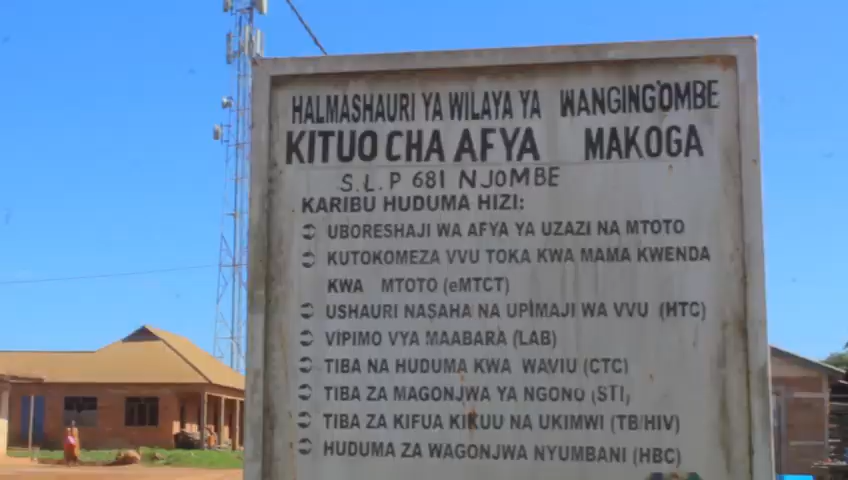 HALMASHAURI YA WILAYA YA WANGING'OMBE
KITUO CHA AFYA MAKOGA
S.L.P 681 NJOMBE
KARIBU HUDUMA HIZI:
UBORESHAJI WA AFYA YA UZAZI NA MTOTO
KUTOKOMEZA VVU TOKA KWA MAMA KWENDA
KWA MTOTO (eMTCT)
USHAURI NASAHA NA UPIMAJI WA VVU (HTC)
VIPIMO VYA MAABARA (LAB)
TIBA NA HUDUMA KWA WAVIU (CTC)
TIBA ZA MAGONJWA YA NGONO (STI)
TIBA ZA KIFUA KIKUU NA UKIMWI (TB/HIV)
HUDUMA ZA WAGONJWA NYUMBANI (HBC)